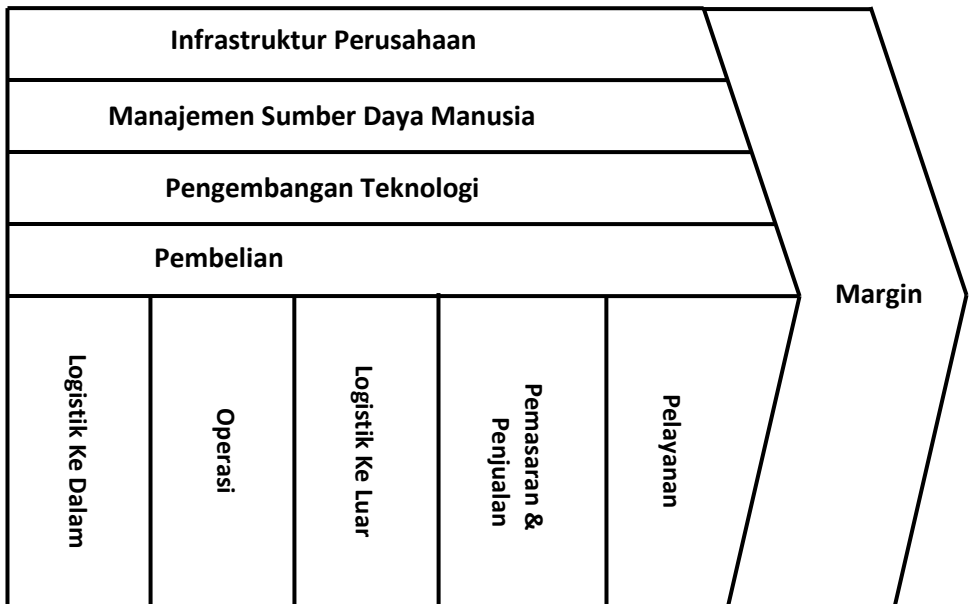 Infrastruktur Perusahaan
Manajemen Sumber Daya Manusia
Pengembangan Teknologi
Pembelian
Margin
Logistik Ke Dalam
Operasi
Logistik Ke Luar
Pemasaran &
Penjualan
Pelayanan